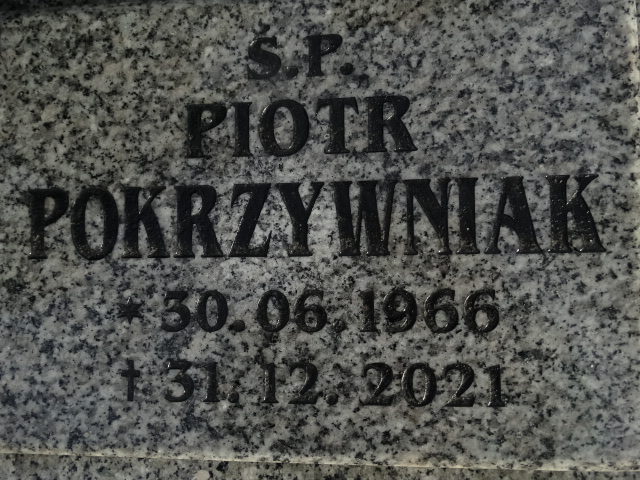 Ś.P.
PIOTR
POKRZYWNIAK
* 30.06.1966
† 31.12.2021